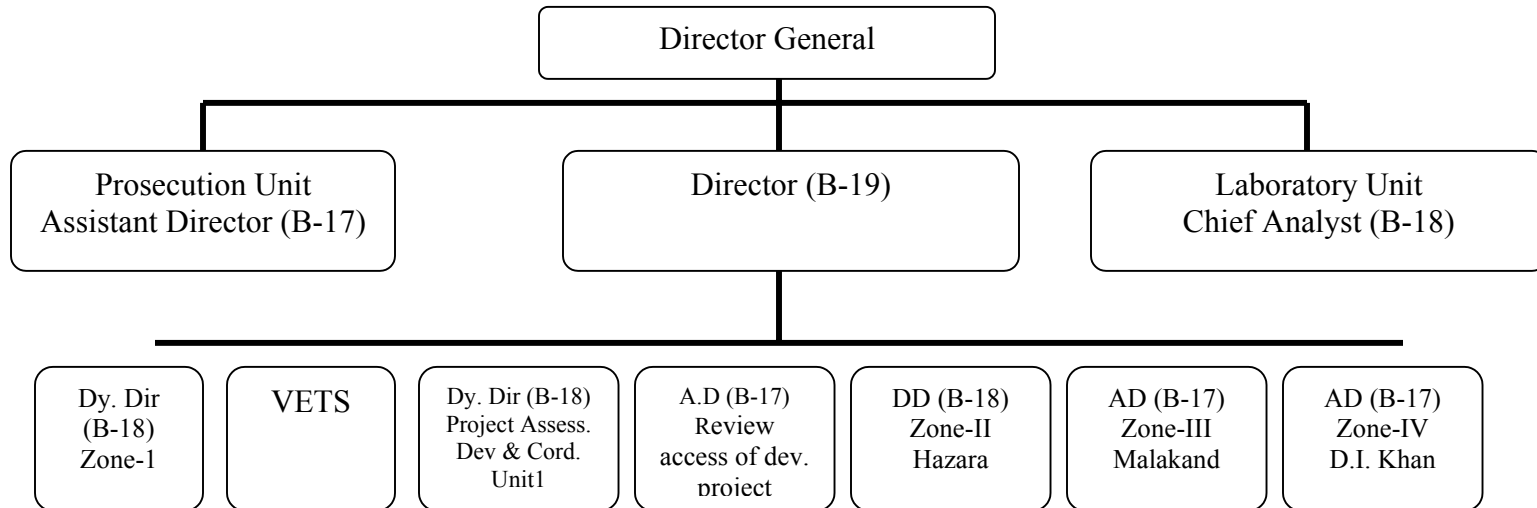 Director General
Prosecution Unit
Assistant Director (B-17)
Director (B-19)
Laboratory Unit
Chief Analyst (B-18)
Dy. Dir
(B-18)
Zone-1
VETS
Dy. Dir (B-18)
Project Assess.
Dev & Cord.
Unit1
A.D (B-17)
Review
access of dev.
project
DD (B-18)
Zone-II
Hazara
AD (B-17)
Zone-III
Malakand
AD (B-17)
Zone-IV
D.I. Khan